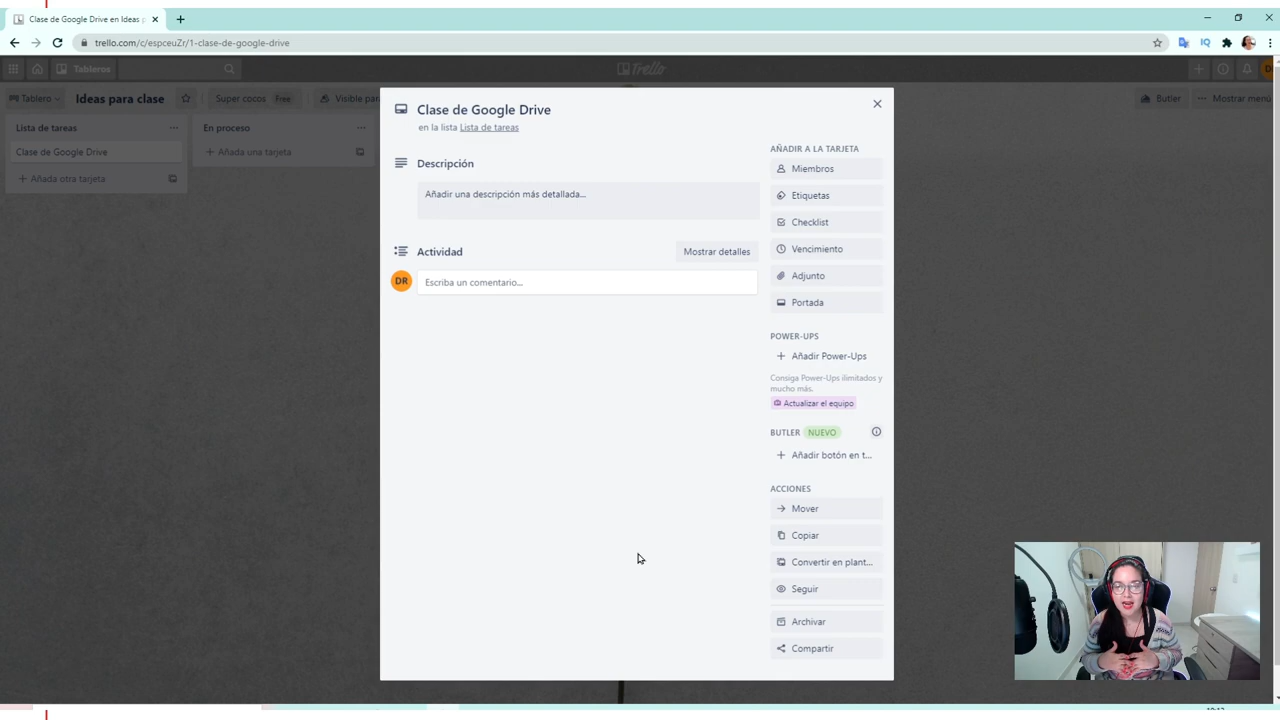 Clase de Google Drive en Ideas p
trello.com/c/espceuZr/1-clase-de-google-drive
Tableros
Trello
Tablero
Ideas para clase
Super cocos
Free
Visible para
Butler
Mostrar menú
Lista de tareas
Clase de Google Drive
Añada otra tarjeta
En proceso
Añada una tarjeta
Clase de Google Drive
en la lista Lista de tareas
Descripción
Añadir una descripción más detallada...
Actividad
Mostrar detalles
DR
Escriba un comentario...
AÑADIR A LA TARJETA
Miembros
Etiquetas
Checklist
Vencimiento
Adjunto
Portada
POWER-UPS
Añadir Power-Ups
Consiga Power-Ups ilimitados y
mucho más.
Actualizar el equipo
BUTLER NUEVO
Añadir botón en t...
ACCIONES
Mover
Copiar
Convertir en plant...
Seguir
Archivar
Compartir